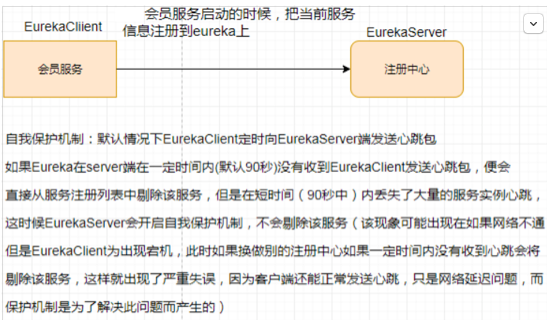 会员服务启动的时候，把当前服务
EurekaClient
信息注册到eureka上
EurekaServer
会员服务
注册中心
自我保护机制：默认情况下EurekaClient定时向EurekaServer端发送心跳包
如果Eureka在server端在一定时间内(默认90秒)没有收到EurekaClient发送心跳包，便会
直接从服务注册列表中剔除该服务，但是在短时间（90秒中）内丢失了大量的服务实例心跳，
这时候EurekaServer会开启自我保护机制，不会剔除该服务（该现象可能出现在如果网络不通
但是EurekaClient为出现宕机，此时如果换做别的注册中心如果一定时间内没有收到心跳会将
剔除该服务，这样就出现了严重失误，因为客户端还能正常发送心跳，只是网络延迟问题，而
保护机制是为了解决此问题而产生的）